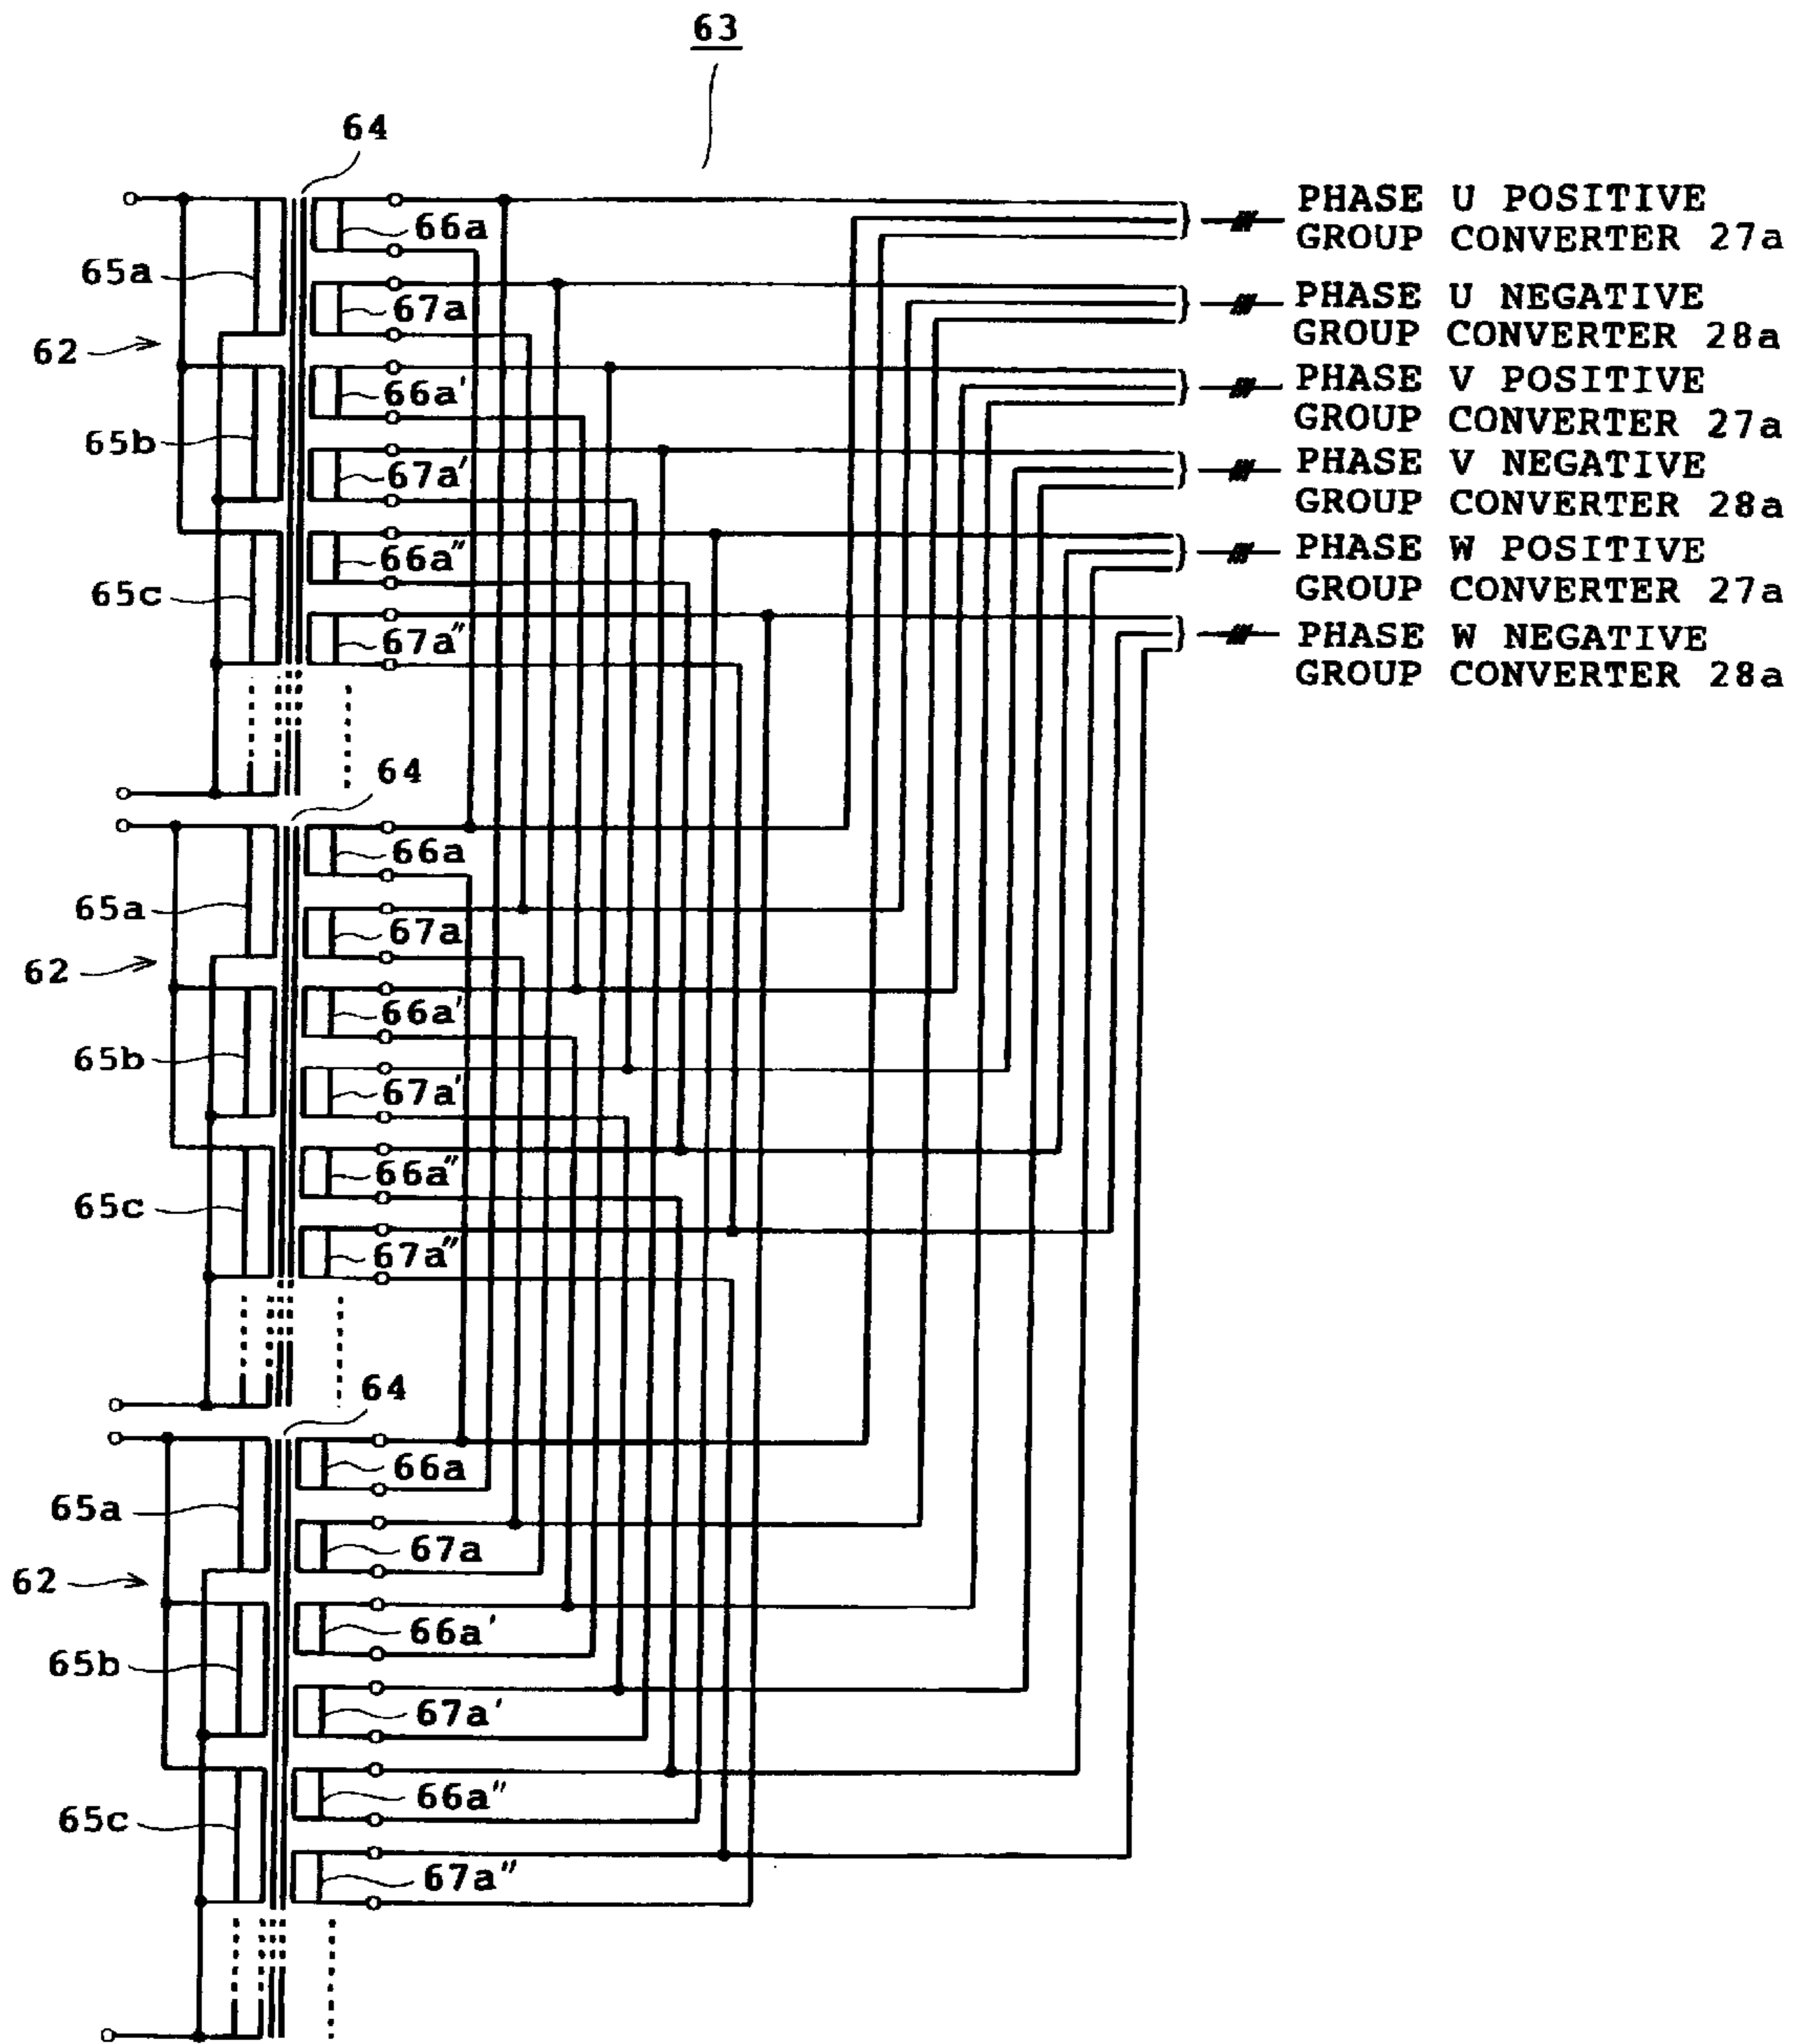 63
64
66a
PHASE U POSITIVE
GROUP CONVERTER 27a
65a
67a
PHASE U NEGATIVE
GROUP CONVERTER 28a
62
66a'
PHASE V POSITIVE
GROUP CONVERTER 27a
65b
67a'
PHASE V NEGATIVE
GROUP CONVERTER 28a
66a"
PHASE W POSITIVE
GROUP CONVERTER 27a
65c
67a"
PHASE W NEGATIVE
GROUP CONVERTER 28a
64
66a
65a
67a
62
66a'
65b
67a'
66a"
65c
67a"
64
66a
65a
67a
62
66a'
65b
67a'
66a"
65c
67a"